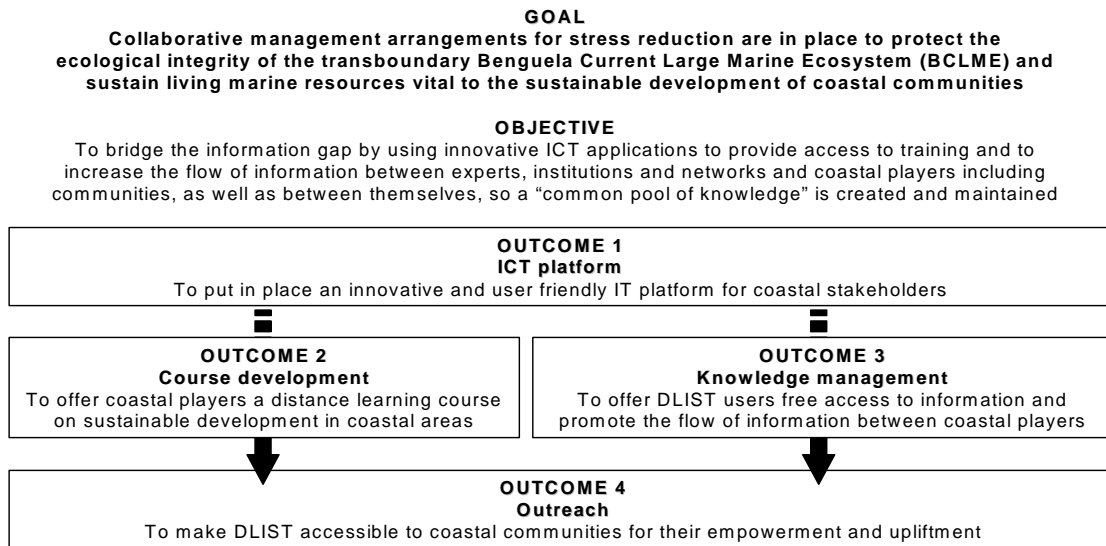 GOAL
Collaborative management arrangements for stress reduction are in place to protect the
ecological integrity of the transboundary Benguela Current Large Marine Ecosystem (BCLME) and
sustain living marine resources vital to the sustainable development of coastal communities
OBJECTIVE
To bridge the information gap by using innovative ICT applications to provide access to training and to
increase the flow of information between experts, institutions and networks and coastal players including
communities, as well as between themselves, so a “common pool of knowledge” is created and maintained
OUTCOME 1
ICT platform
To put in place an innovative and user friendly IT platform for coastal stakeholders
OUTCOME 2
Course development
To offer coastal players a distance learning course
on sustainable development in coastal areas
OUTCOME 3
Knowledge management
To offer DLIST users free access to information and
promote the flow of information between coastal players
OUTCOME 4
Outreach
To make DLIST accessible to coastal communities for their empowerment and upliftment